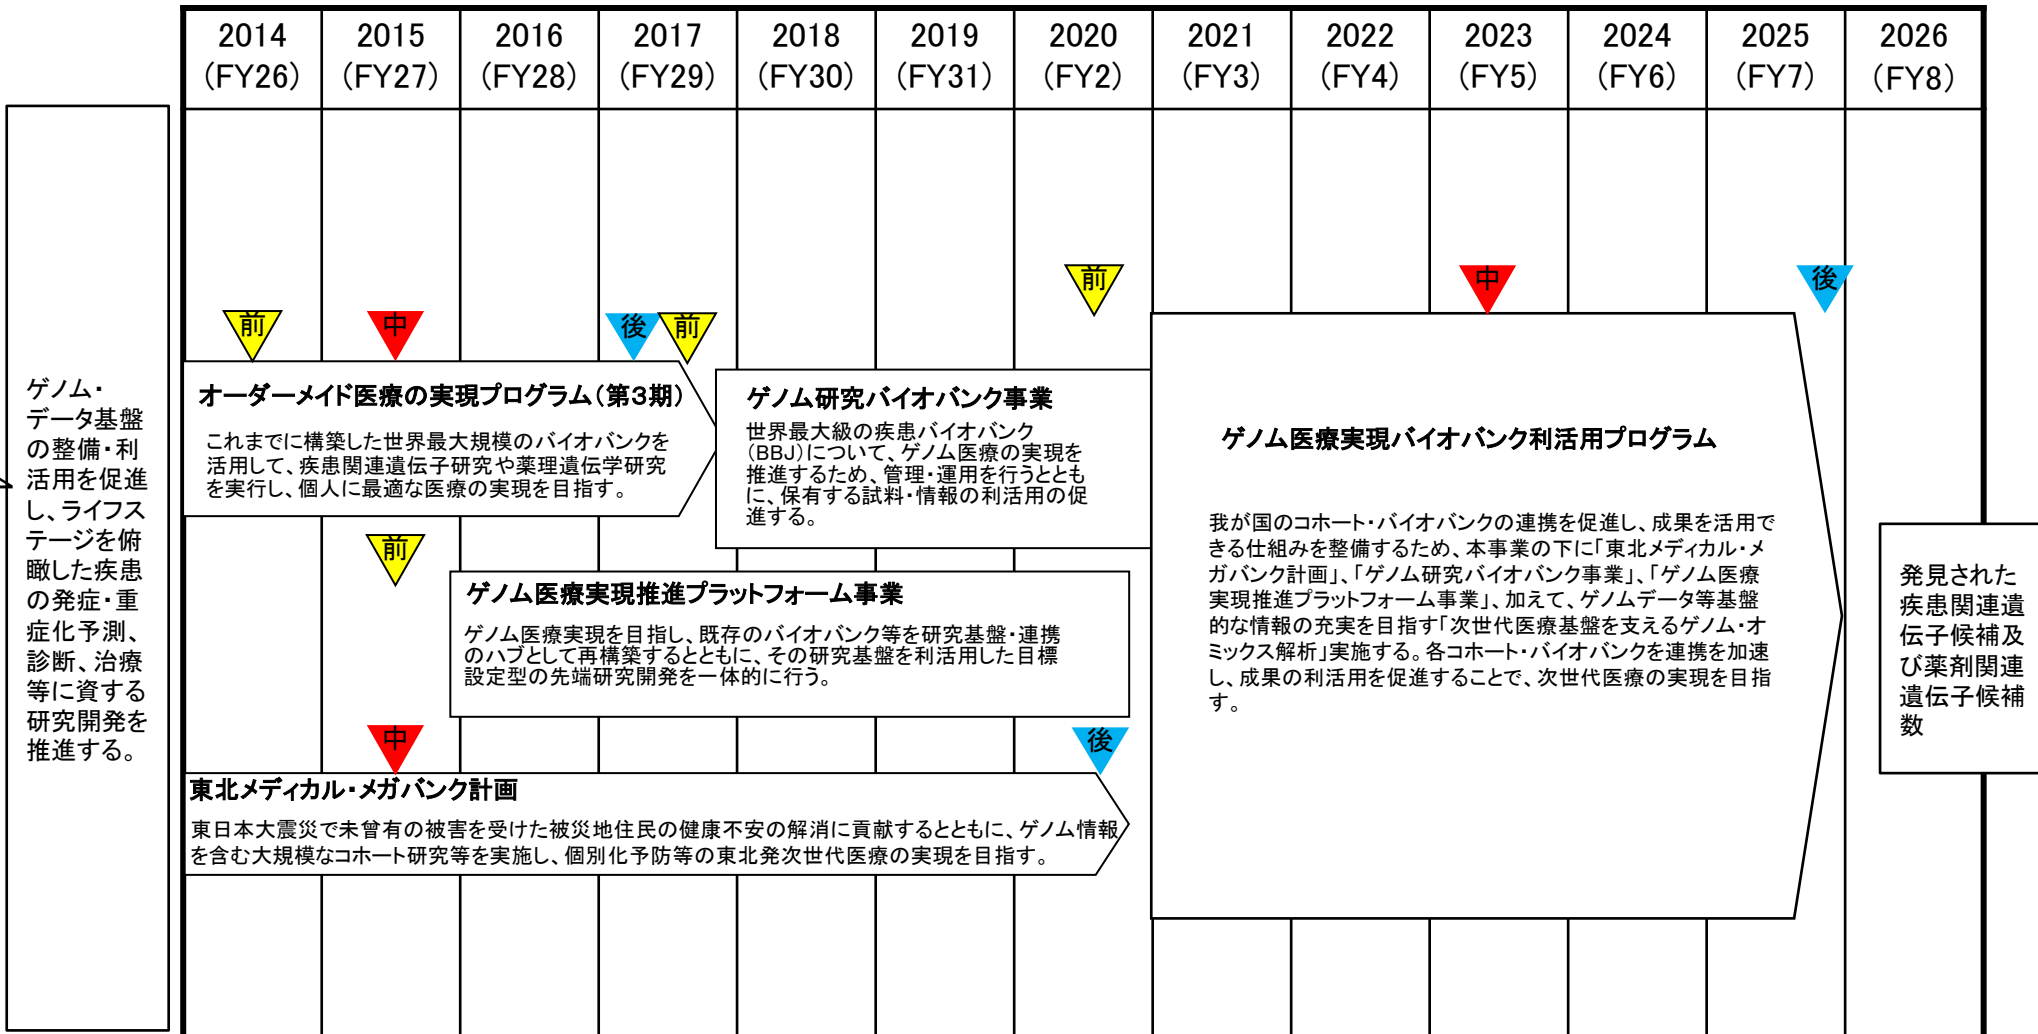 2014
（FY26）
2015
（FY27）
2016
（FY28）
2017
（FY29）
2018
（FY30）
2019
（FY31）
2020
（FY2）
2021
（FY3）
2022
（FY4）
2023
（FY5）
2024
（FY6）
2025
（FY7）
2026
（FY8）
ゲノム・
データ基盤
の整備・利
活用を促進
し、ライフス
テージを俯
瞰した疾患
の発症・重
症化予測、
診断、治療
等に資する
研究開発を
推進する。
前
中
後
前
前
中
後
オーダーメイド医療の実現プログラム（第３期）
これまでに構築した世界最大規模のバイオバンクを
活用して、疾患関連遺伝子研究や薬理遺伝学研究
を実行し、個人に最適な医療の実現を目指す。
ゲノム研究バイオバンク事業
世界最大級の疾患バイオバンク
（BBJ）について、ゲノム医療の実現を
推進するため、管理・運用を行うととも
に、保有する試料・情報の利活用の促
進する。
前
ゲノム医療実現推進プラットフォーム事業
ゲノム医療実現を目指し、既存のバイオバンク等を研究基盤・連携
のハブとして再構築するとともに、その研究基盤を利活用した目標
設定型の先端研究開発を一体的に行う。
中
後
東北メディカル・メガバンク計画
東日本大震災で未曾有の被害を受けた被災地住民の健康不安の解消に貢献するとともに、ゲノム情報
を含む大規模なコホート研究等を実施し、個別化予防等の東北発次世代医療の実現を目指す。
ゲノム医療実現バイオバンク利活用プログラム
我が国のコホート・バイオバンクの連携を促進し、成果を活用で
きる仕組みを整備するため、本事業の下に「東北メディカル・メ
ガバンク計画」、「ゲノム研究バイオバンク事業」、「ゲノム医療
実現推進プラットフォーム事業」、加えて、ゲノムデータ等基盤
的な情報の充実を目指す「次世代医療基盤を支えるゲノム・オ
ミックス解析」実施する。各コホート・バイオバンクを連携を加速
し、成果の利活用を促進することで、次世代医療の実現を目指
す。
発見された
疾患関連遺
伝子候補及
び薬剤関連
遺伝子候補
数